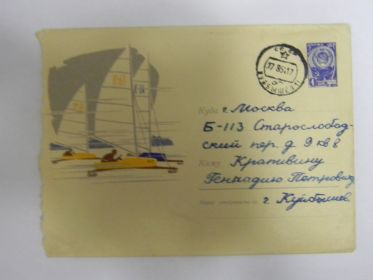 Куда г. Москва
Б-113 Старослобод-
ский пер. д. 9 кв 8
Кому Крапивину
Геннадию Петровичу
г. Куйбышев